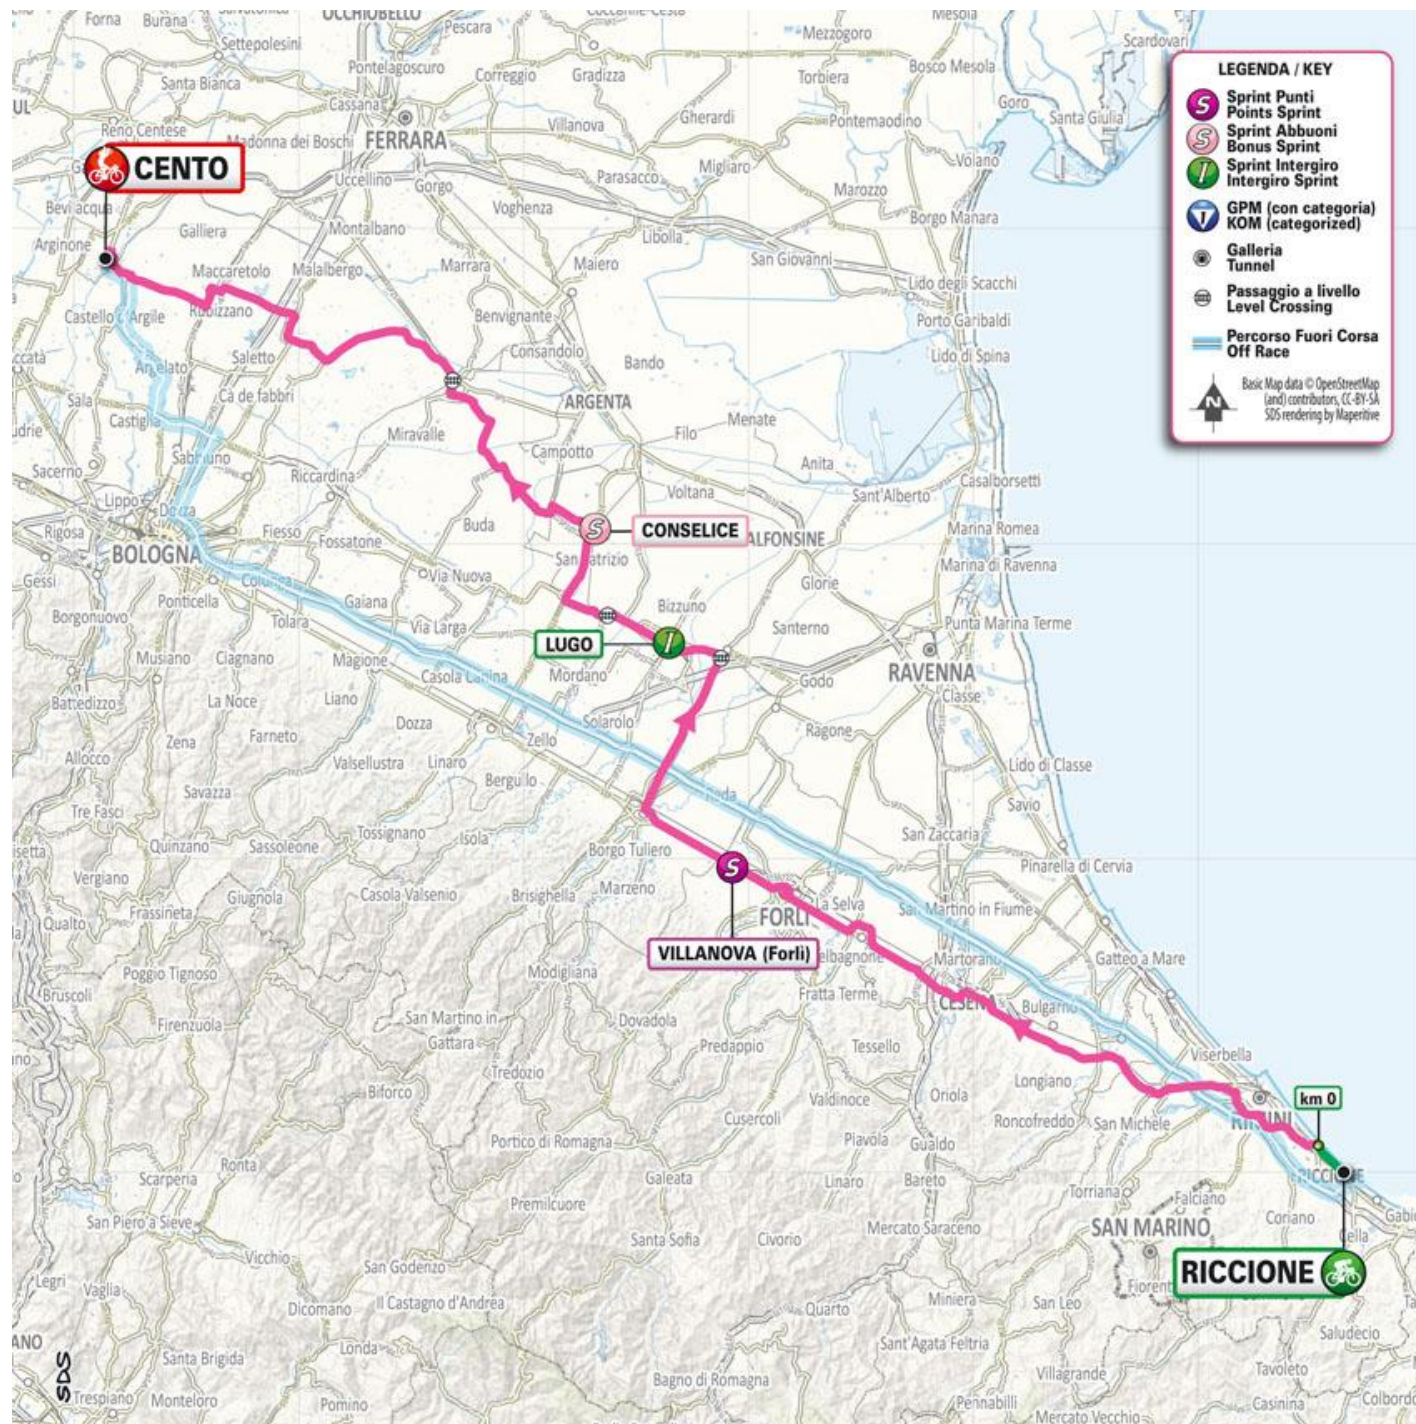 OCCHIOBELLO
Coccanile-Cesta
Mesola
Forna
Burana
Pescara
Settepolesini
Mezzogoro
Scardovari
Santa Bianca
Pontelagoscuro
Correggio
Gradizza
Torbiera
Bosco Mesola
Goro
Cassana
Reno Centese
Madonna dei Boschi
FERRARA
Villanova
Gherardi
Pontemaodino
Santa Giulia
CENTO
Uccellino
Gorgo
Parasacco
Migliaro
Marozzo
Volano
Bevilacqua
Voghenza
Borgo Manara
Arginone
Galliera
Montalbano
Libolla
San Giovanni
Maccaretolo
Malalbergo
Marrara
Maiero
Lido degli Scacchi
Rubizzano
Castello d'Argile
Benvignante
Porto Garibaldi
Argelato
Saletto
Consandolo
Bando
Lido di Spina
Sala
Cà de fabbri
ARGENTA
Menate
Castiglia
Miravalle
Filo
Sacerno
Sabbiuno
Riccardina
Campotto
Anita
Lippo
Dozza
Voltana
Sant'Alberto
Casalborsetti
Rigosa
Fiesso
Fossatone
Buda
CONSELICE
ALFONSINE
Marina Romea
BOLOGNA
San Patrizio
Marina di Ravenna
Gessi
Via Nuova
Glorie
Borgonuovo
Ponticella
Colunga
Gaiana
Bizzuno
Tolara
Via Larga
LUGO
Santerno
Punta Marina Terme
Musiano
Ciagnano
Magione
Casola Canina
Mordano
Godo
RAVENNA
Battedizzo
La Noce
Liano
Classe
Zena
Farneto
Dozza
Zello
Solarolo
Ragone
Allocco
Valsellustra
Linaro
Lido di Classe
Savazza
Bergullo
Reda
Tre Fasci
Savio
Quinzano
Sassoleone
Tossignano
Isola
San Zaccaria
Vergiano
Borgo Tuliero
Pinarella di Cervia
Giugnola
Casola Valsenio
Brisighella
Marzeno
La Selva
Frassineta
San Martino in Fiume
Qualto
FORLI
VILLANOVA (Forlì)
Selbagnone
Martorano
Gatteo a Mare
Poggio Tignoso
Modigliana
Fratta Terme
Bruscoli
CESENA
Bulgarnò
Firenzuola
San Martino in
Gattara
Dovadola
Predappio
Tessello
Viserbella
Tredozio
Longiano
Biforco
Valdinoce
Oriola
km 0
Cusercoli
Roncofreddo
San Michele
RIMINI
Portico di Romagna
Piavola
Gualdo
Ronta
Scarperia
Galeata
Linaro
Bareto
RICCIONE
Premilcuore
Torriana
Falciano
San Piero a Sieve
Mercato Saraceno
SAN MARINO
Coriano
Santa Sofia
Civorio
Vicchio
San Godenzo
RICCIONE
Legri
Vaglia
Dicomano
Il Castagno d'Andrea
Quarto
Miniera
San Leo
Londa
Sant'Agata Feltria
Saludecio
Santa Brigida
Bagno di Romagna
Villagrande
Tavoleto
Trespiano
Monteloro
Pomino
Pennabilli
Mercato Vecchio
Casinina
SDS
LEGENDA / KEY
Sprint Punti
Points Sprint
Sprint Abbuoni
Bonus Sprint
Sprint Intergiro
Intergiro Sprint
GPM (con categoria)
KOM (categorized)
Galleria
Tunnel
Passaggio a livello
Level Crossing
Percorso Fuori Corsa
Off Race
N
Basic Map data © OpenStreetMap
(and) contributors, CC-BY-SA
SDS rendering by Maperitive